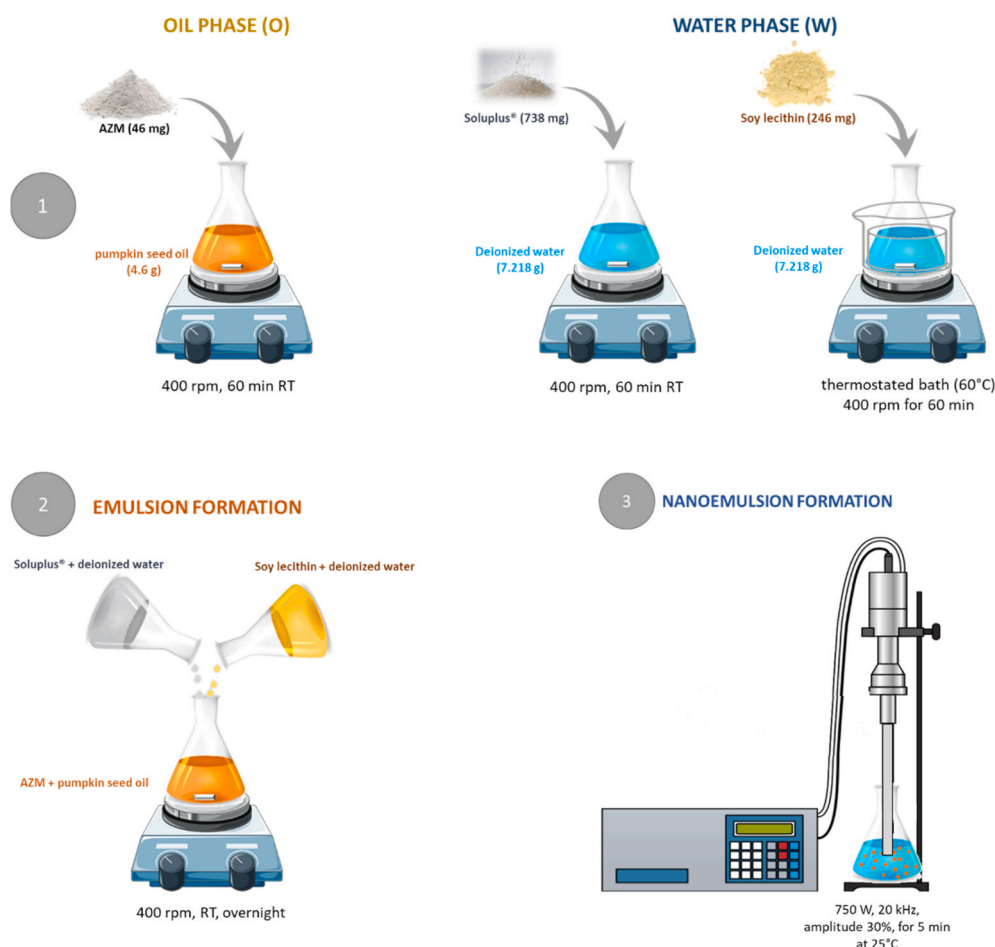 OIL PHASE (O)
WATER PHASE (W)
AZM (46 mg)
Soluplus® (738 mg)
Soy lecithin (246 mg)
1
pumpkin seed oil
(4.6 g)
Deionized water
(7.218 g)
Deionized water
(7.218 g)
400 rpm, 60 min RT
400 rpm, 60 min RT
thermostated bath (60°C)
400 rpm for 60 min
2
EMULSION FORMATION
Soluplus® + deionized water
Soy lecithin + deionized water
AZM + pumpkin seed oil
400 rpm, RT, overnight
3
NANOEMULSION FORMATION
750 W, 20 kHz,
amplitude 30%, for 5 min
at 25°C